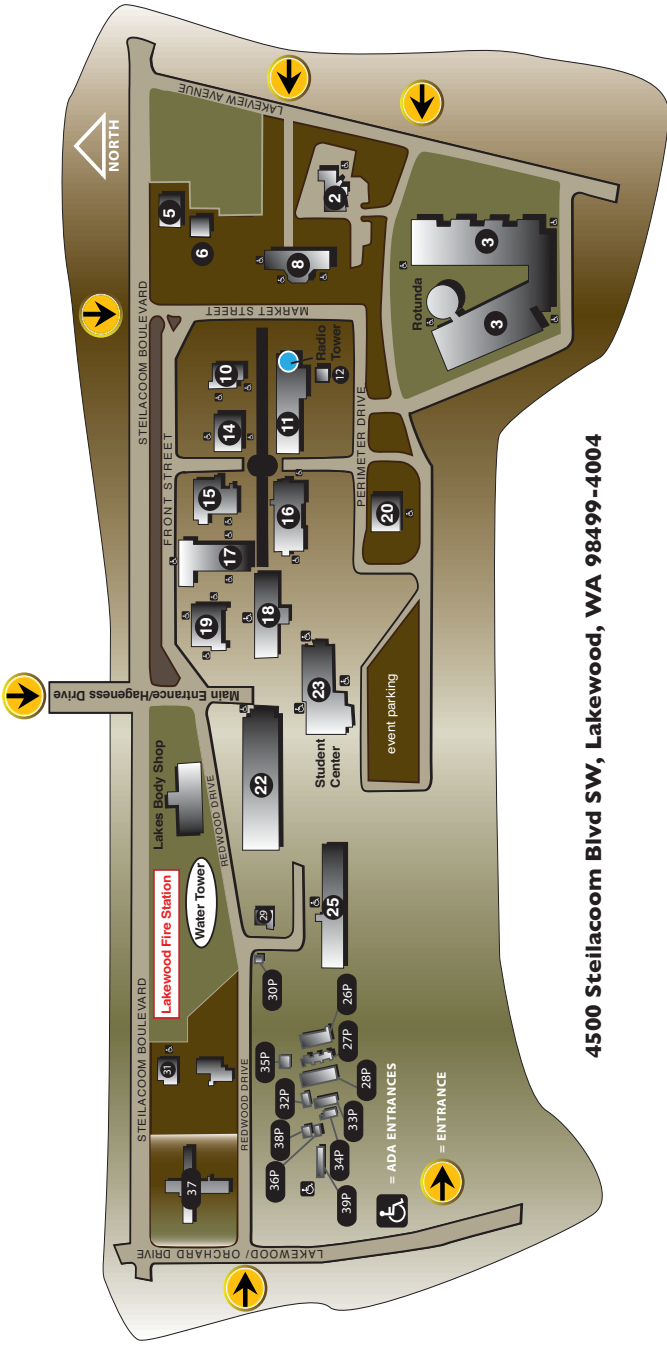 NORTH
LAKEVIEW AVENUE
STEILACOOM BOULEVARD
5
6
2
8
MARKET STREET
Rotunda
3
3
FRONT STREET
10
Radio
Tower
12
11
14
PERIMETER DRIVE
15
16
20
17
18
19
23
Student
Center
event parking
Main Entrance/Hageness Drive
Lakes Body Shop
22
REDWOOD DRIVE
Lakewood Fire Station
Water Tower
29
25
STEILACOOM BOULEVARD
30P
31
REDWOOD DRIVE
35P
26P
27P
32P
28P
38P
33P
36P
34P
39P
37
LAKEWOOD/ ORCHARD DRIVE
= ADA ENTRANCES
= ENTRANCE
4500 Steilacoom Blvd SW, Lakewood, WA 98499-4004